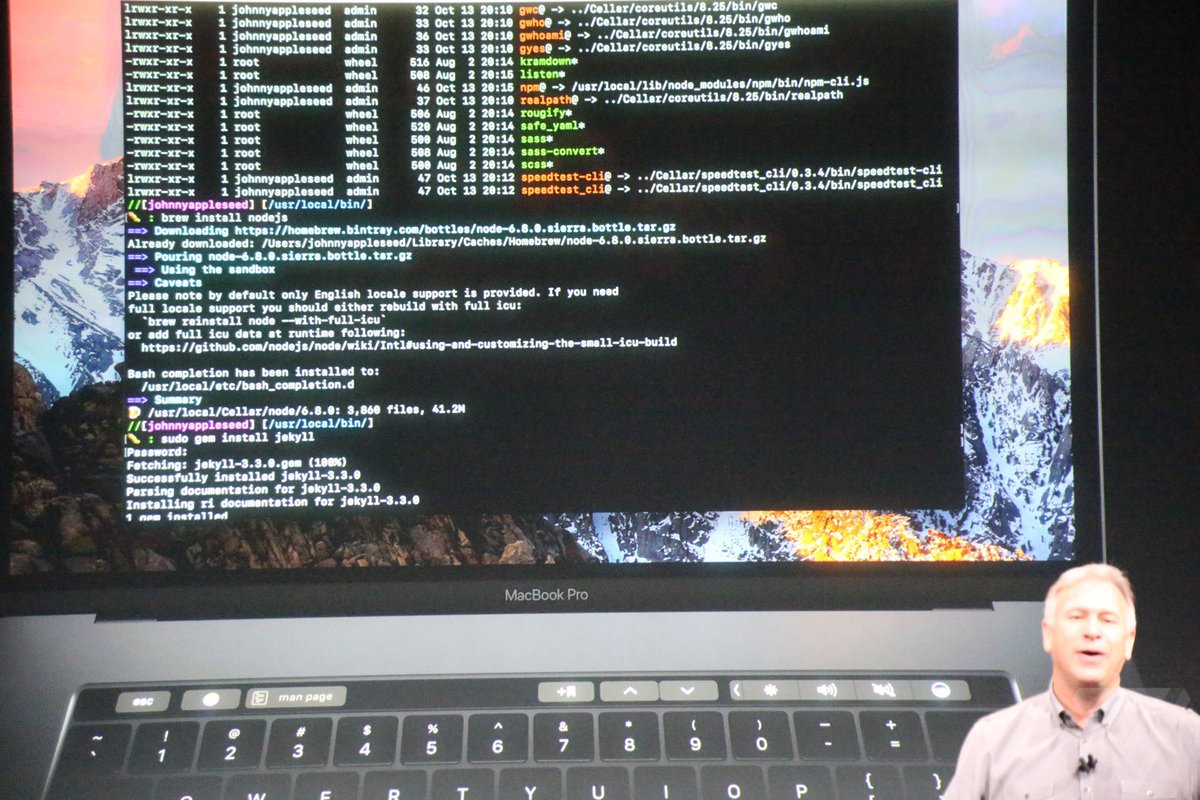 lrwxr-xr-x 1 johnnyappleseed admin 32 Oct 13 20:10 gwc@ -> ../Cellar/coreutils/8.25/bin/gwc
lrwxr-xr-x 1 johnnyappleseed admin 33 Oct 13 20:10 gwho@ -> ../Cellar/coreutils/8.25/bin/gwho
lrwxr-xr-x 1 johnnyappleseed admin 36 Oct 13 20:10 gwhoami@ -> ../Cellar/coreutils/8.25/bin/gwhoami
lrwxr-xr-x 1 johnnyappleseed admin 33 Oct 13 20:10 gyes@ -> ../Cellar/coreutils/8.25/bin/gyes
-rwxr-xr-x 1 root wheel 516 Aug 2 20:14 kramdown*
-rwxr-xr-x 1 root wheel 508 Aug 2 20:15 listen*
lrwxr-xr-x 1 johnnyappleseed admin 46 Oct 13 20:15 npm@ -> /usr/local/lib/node_modules/npm/bin/npm-cli.js
lrwxr-xr-x 1 johnnyappleseed admin 37 Oct 13 20:10 realpath@ -> ../Cellar/coreutils/8.25/bin/realpath
-rwxr-xr-x 1 root wheel 506 Aug 2 20:14 rougify*
-rwxr-xr-x 1 root wheel 520 Aug 2 20:14 safe_yaml*
-rwxr-xr-x 1 root wheel 500 Aug 2 20:14 sass*
-rwxr-xr-x 1 root wheel 508 Aug 2 20:14 sass-convert*
-rwxr-xr-x 1 root wheel 500 Aug 2 20:14 scss*
lrwxr-xr-x 1 johnnyappleseed admin 47 Oct 13 20:12 speedtest-cli@ -> ../Cellar/speedtest_cli/0.3.4/bin/speedtest-cli
lrwxr-xr-x 1 johnnyappleseed admin 47 Oct 13 20:12 speedtest_cli@ -> ../Cellar/speedtest_cli/0.3.4/bin/speedtest_cli
//[johnnyappleseed] [/usr/local/bin/]
: brew install nodejs
==> Downloading https://homebrew.bintray.com/bottles/node-6.8.0.sierra.bottle.tar.gz
Already downloaded: /Users/johnnyappleseed/Library/Caches/Homebrew/node-6.8.0.sierra.bottle.tar.gz
==> Pouring node-6.8.0.sierra.bottle.tar.gz
==> Using the sandbox
==> Caveats
Please note by default only English locale support is provided. If you need
full locale support you should either rebuild with full icu:
`brew reinstall node --with-full-icu`
or add full icu data at runtime following:
https://github.com/nodejs/node/wiki/Intl#using-and-customizing-the-small-icu-build
Bash completion has been installed to:
/usr/local/etc/bash_completion.d
==> Summary
🍺 /usr/local/Cellar/node/6.8.0: 3,860 files, 41.2M
//[johnnyappleseed] [/usr/local/bin/]
: sudo gem install jekyll
Password:
Fetching: jekyll-3.3.0.gem (100%)
Successfully installed jekyll-3.3.0
Parsing documentation for jekyll-3.3.0
Installing ri documentation for jekyll-3.3.0
1 gem installed
MacBook Pro
esc man page
~ ! @ # $ % ^ & * ( ) _ +
` 1 2 3 4 5 6 7 8 9 0 - =
Q W E R T Y U I O P { }
[